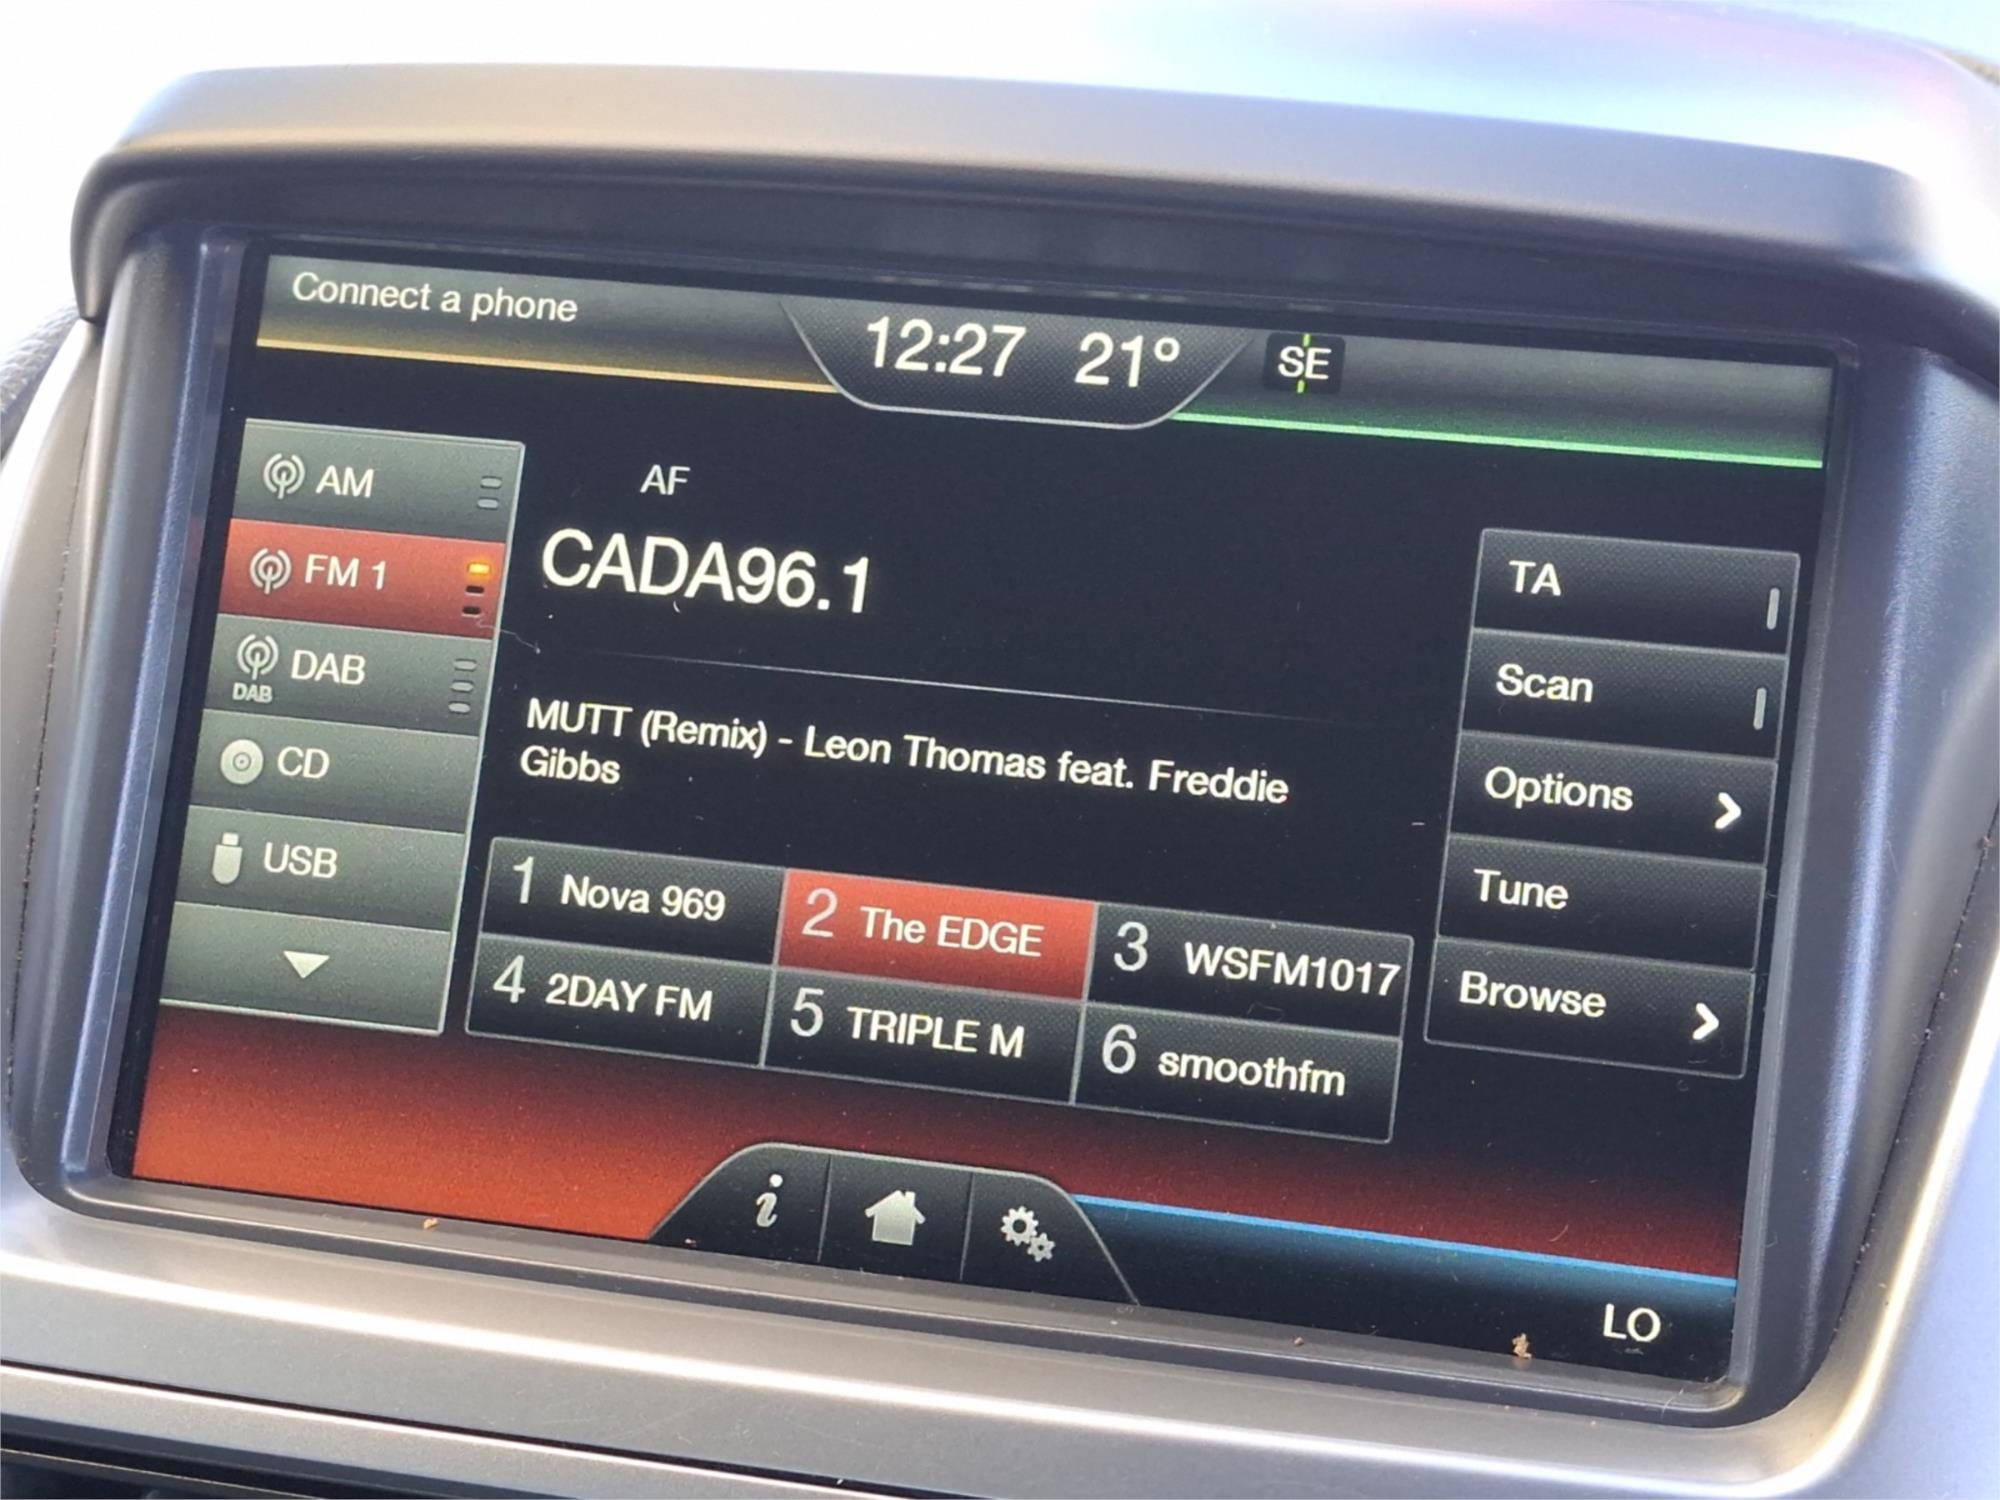 Connect a phone
12:27 21° SE
AM
FM 1
DAB
DAB
CD
USB
AF
CADA96.1
MUTT (Remix) - Leon Thomas feat. Freddie
Gibbs
1 Nova 969
2 The EDGE
3 WSFM1017
4 2DAY FM
5 TRIPLE M
6 smoothfm
TA
Scan
Options
Tune
Browse
i
LO